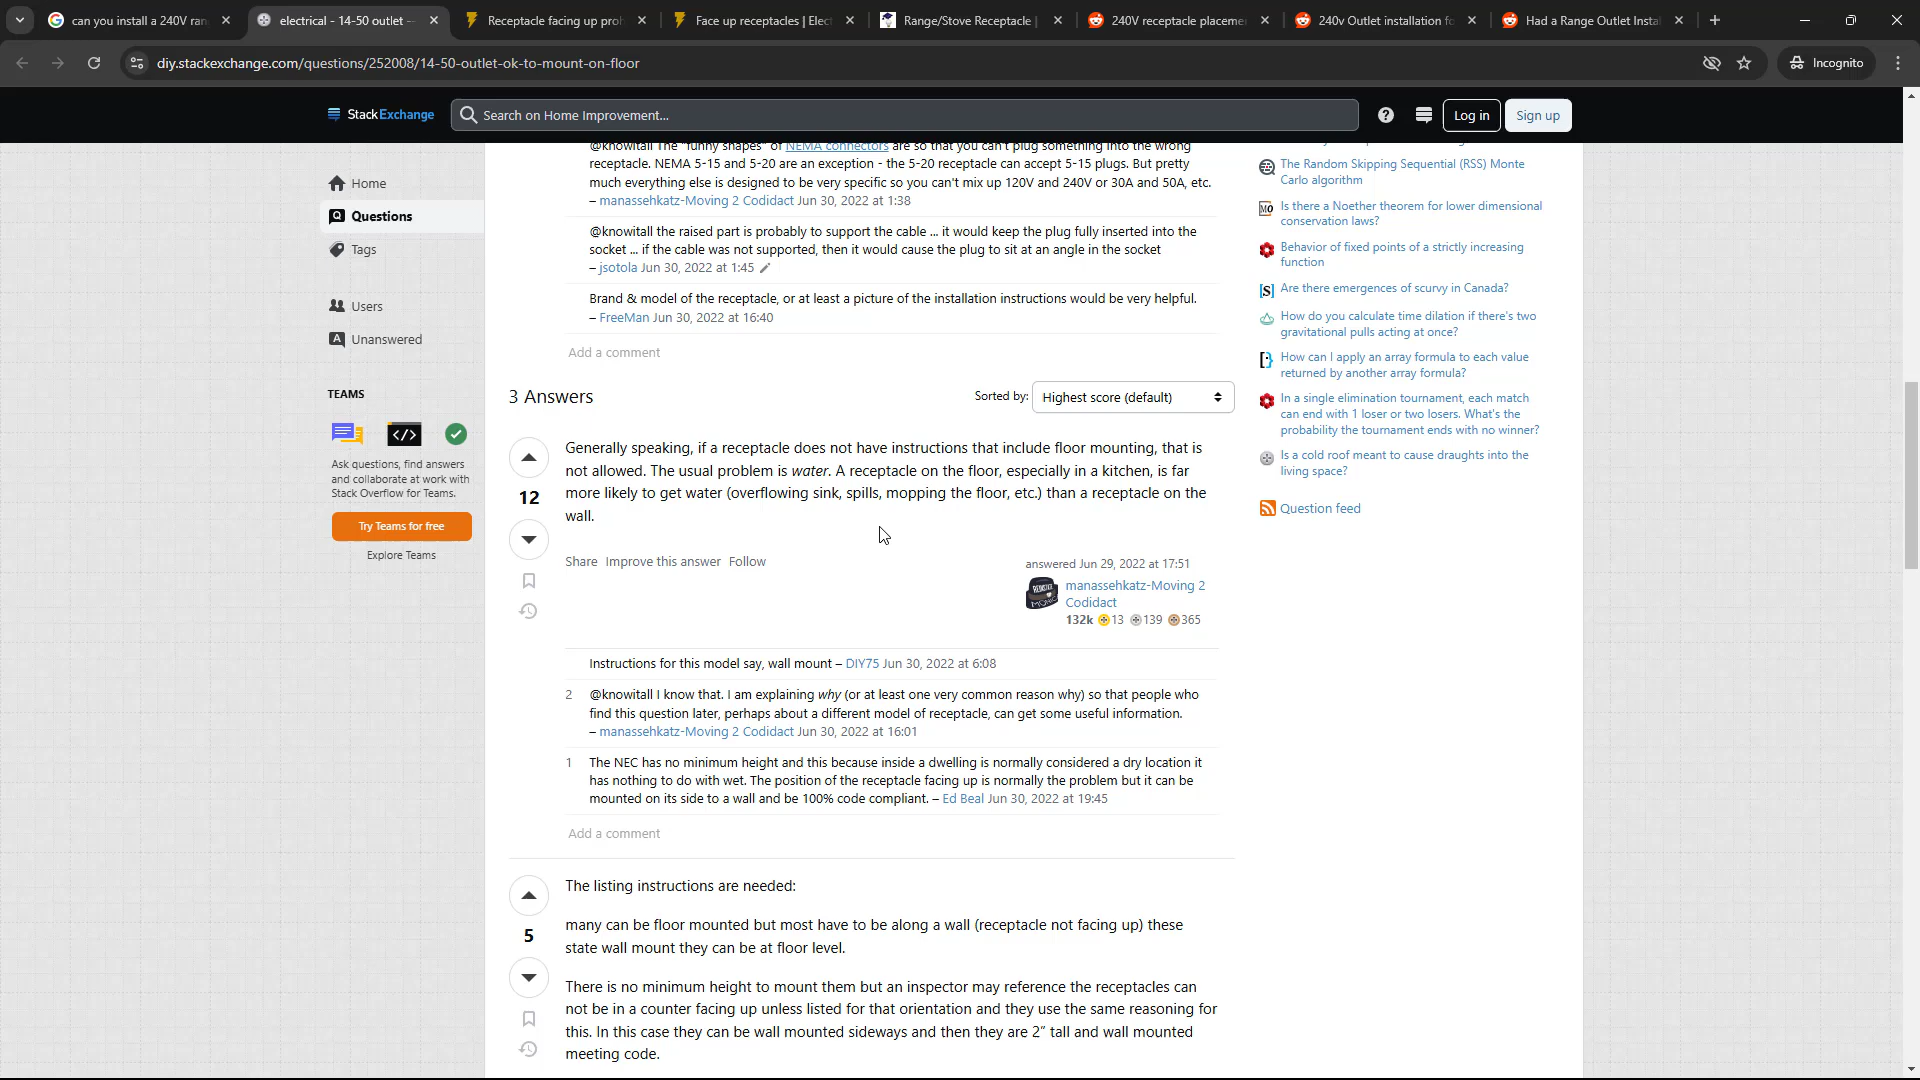 can you install a 240V ran
electrical - 14-50 outlet -
Receptacle facing up prob
Face up receptacles | Elect
Range/Stove Receptacle |
240V receptacle placemen
240v Outlet installation fo
Had a Range Outlet Instal
diy.stackexchange.com/questions/252008/14-50-outlet-ok-to-mount-on-floor
Incognito
StackExchange
Search on Home Improvement...
Log in
Sign up
Home
Questions
Tags
Users
Unanswered
TEAMS
Ask questions, find answers
and collaborate at work with
Stack Overflow for Teams.
Try Teams for free
Explore Teams
@knowitall The "funny shapes" of NEMA connectors are so that you can't plug something into the wrong
receptacle. NEMA 5-15 and 5-20 are an exception - the 5-20 receptacle can accept 5-15 plugs. But pretty
much everything else is designed to be very specific so you can't mix up 120V and 240V or 30A and 50A, etc.
– manassehkatz-Moving 2 Codidact Jun 30, 2022 at 1:38
@knowitall the raised part is probably to support the cable ... it would keep the plug fully inserted into the
socket ... if the cable was not supported, then it would cause the plug to sit at an angle in the socket
– jsotola Jun 30, 2022 at 1:45
Brand & model of the receptacle, or at least a picture of the installation instructions would be very helpful.
– FreeMan Jun 30, 2022 at 16:40
Add a comment
3 Answers
Sorted by:
Highest score (default)
12
Generally speaking, if a receptacle does not have instructions that include floor mounting, that is
not allowed. The usual problem is water. A receptacle on the floor, especially in a kitchen, is far
more likely to get water (overflowing sink, spills, mopping the floor, etc.) than a receptacle on the
wall.
Share Improve this answer Follow
answered Jun 29, 2022 at 17:51
manassehkatz-Moving 2
Codidact
132k 13 139 365
Instructions for this model say, wall mount – DIY75 Jun 30, 2022 at 6:08
2 @knowitall I know that. I am explaining why (or at least one very common reason why) so that people who
find this question later, perhaps about a different model of receptacle, can get some useful information.
– manassehkatz-Moving 2 Codidact Jun 30, 2022 at 16:01
1 The NEC has no minimum height and this because inside a dwelling is normally considered a dry location it
has nothing to do with wet. The position of the receptacle facing up is normally the problem but it can be
mounted on its side to a wall and be 100% code compliant. – Ed Beal Jun 30, 2022 at 19:45
Add a comment
5
The listing instructions are needed:
many can be floor mounted but most have to be along a wall (receptacle not facing up) these
state wall mount they can be at floor level.
There is no minimum height to mount them but an inspector may reference the receptacles can
not be in a counter facing up unless listed for that orientation and they use the same reasoning for
this. In this case they can be wall mounted sideways and then they are 2” tall and wall mounted
meeting code.
The Random Skipping Sequential (RSS) Monte
Carlo algorithm
MO
Is there a Noether theorem for lower dimensional
conservation laws?
Behavior of fixed points of a strictly increasing
function
[S] Are there emergences of scurvy in Canada?
How do you calculate time dilation if there's two
gravitational pulls acting at once?
How can I apply an array formula to each value
returned by another array formula?
In a single elimination tournament, each match
can end with 1 loser or two losers. What's the
probability the tournament ends with no winner?
Is a cold roof meant to cause draughts into the
living space?
Question feed